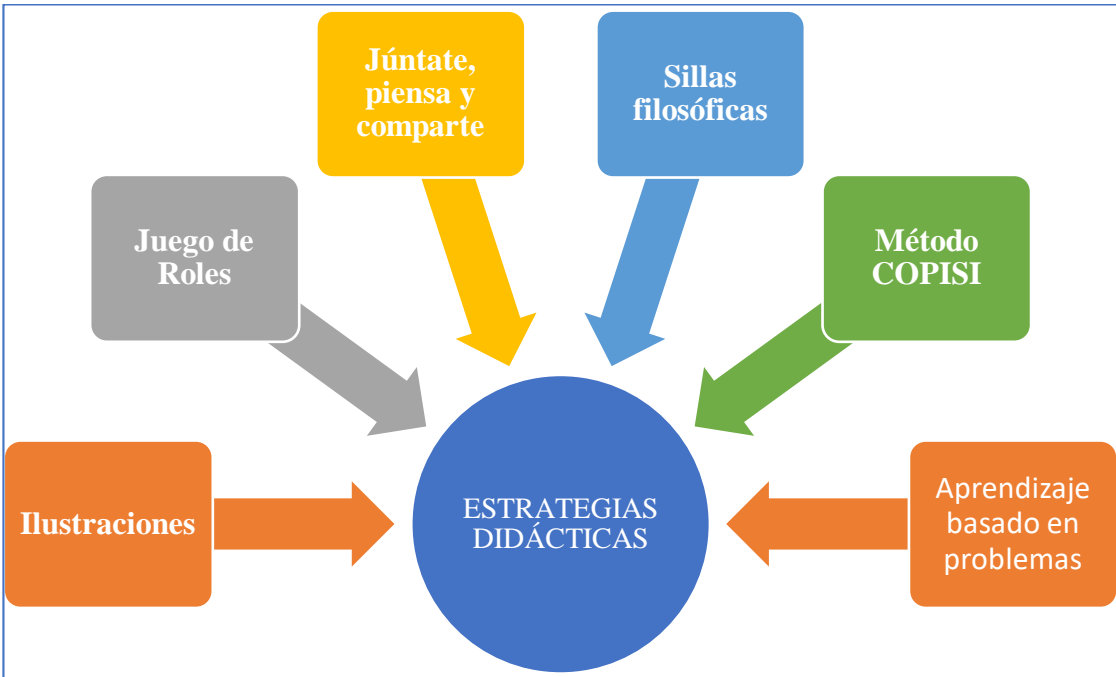 Júntate,
piensa y
comparte
Sillas
filosóficas
Juego de
Roles
Método
COPISI
Ilustraciones
ESTRATEGIAS
DIDÁCTICAS
Aprendizaje
basado en
problemas